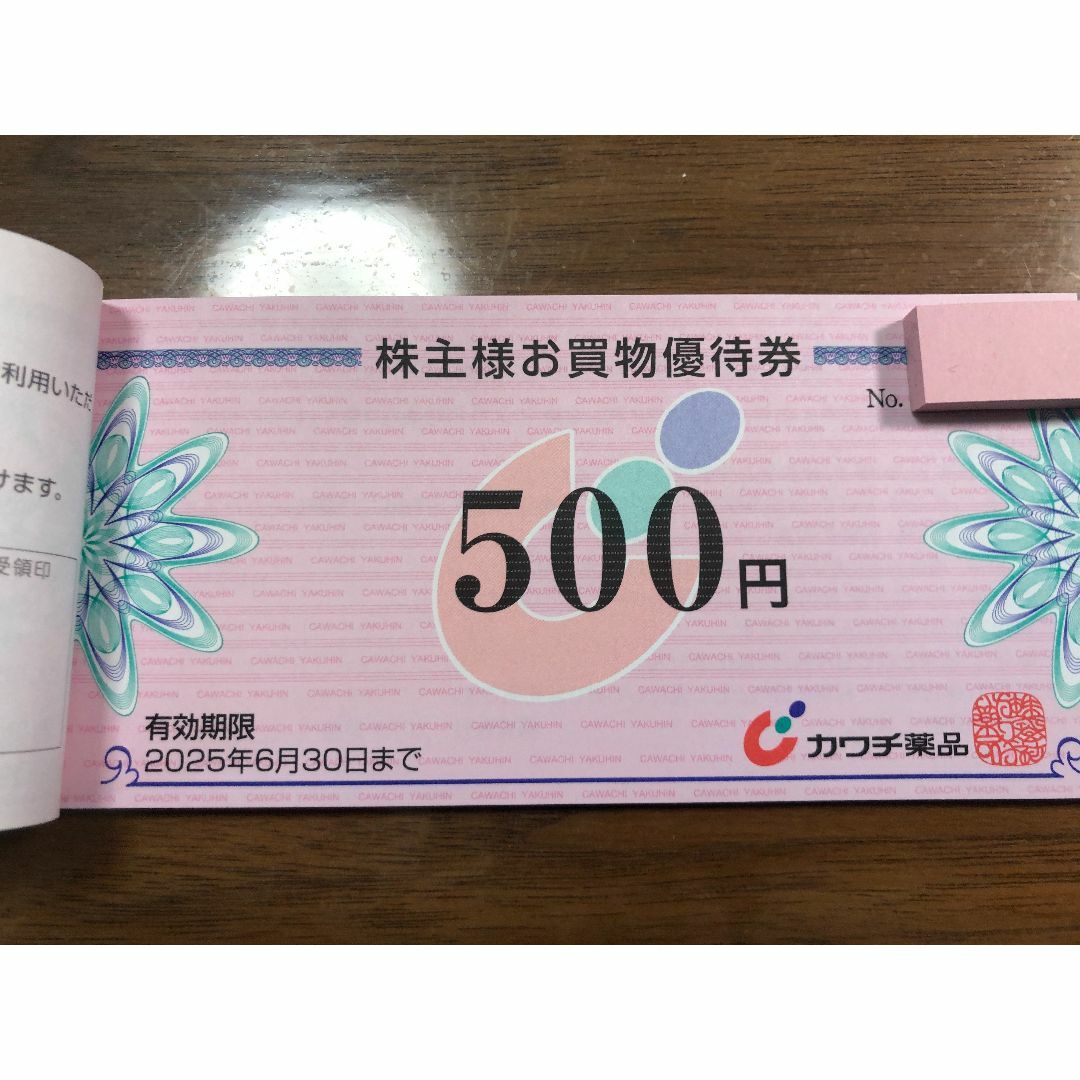 利用いただ
けます。
受領印
株主様お買物優待券
No.
500円
有効期限
2025年6月30日まで
カワチ薬品
CAWACHI YAKUHIN